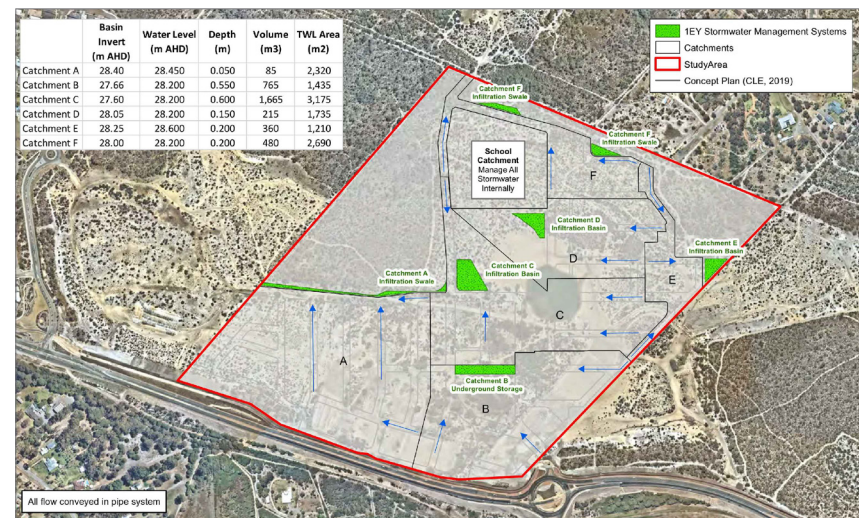 Basin Invert (m AHD) Water Level (m AHD) Depth (m) Volume (m3) TWL Area (m2)
Catchment A 28.40 28.450 0.050 85 2,320
Catchment B 27.66 28.200 0.550 765 1,435
Catchment C 27.60 28.200 0.600 1,665 3,175
Catchment D 28.05 28.200 0.150 215 1,735
Catchment E 28.25 28.600 0.200 360 1,210
Catchment F 28.00 28.200 0.200 480 2,690
1EY Stormwater Management Systems
Catchments
StudyArea
Concept Plan (CLE, 2019)
Catchment F
Infiltration Swale
Catchment F
Infiltration Swale
School
Catchment
Manage All
Stormwater
Internally
F
Catchment D
Infiltration Basin
Catchment E
Infiltration Basin
D
Catchment C
Infiltration Basin
Catchment A
Infiltration Swale
E
C
A
Catchment B
Underground Storage
B
All flow conveyed in pipe system